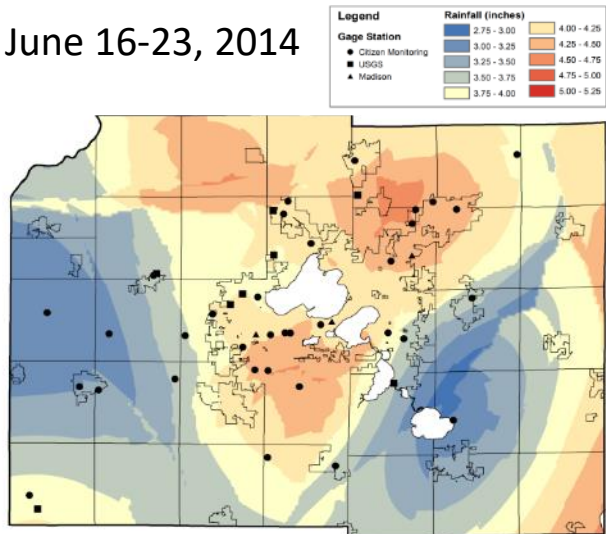 June 16-23, 2014
Legend
Gage Station
Citizen Monitoring
USGS
Madison
Rainfall (inches)
2.75 - 3.00
3.00 - 3.25
3.25 - 3.50
3.50 - 3.75
3.75 - 4.00
4.00 - 4.25
4.25 - 4.50
4.50 - 4.75
4.75 - 5.00
5.00 - 5.25